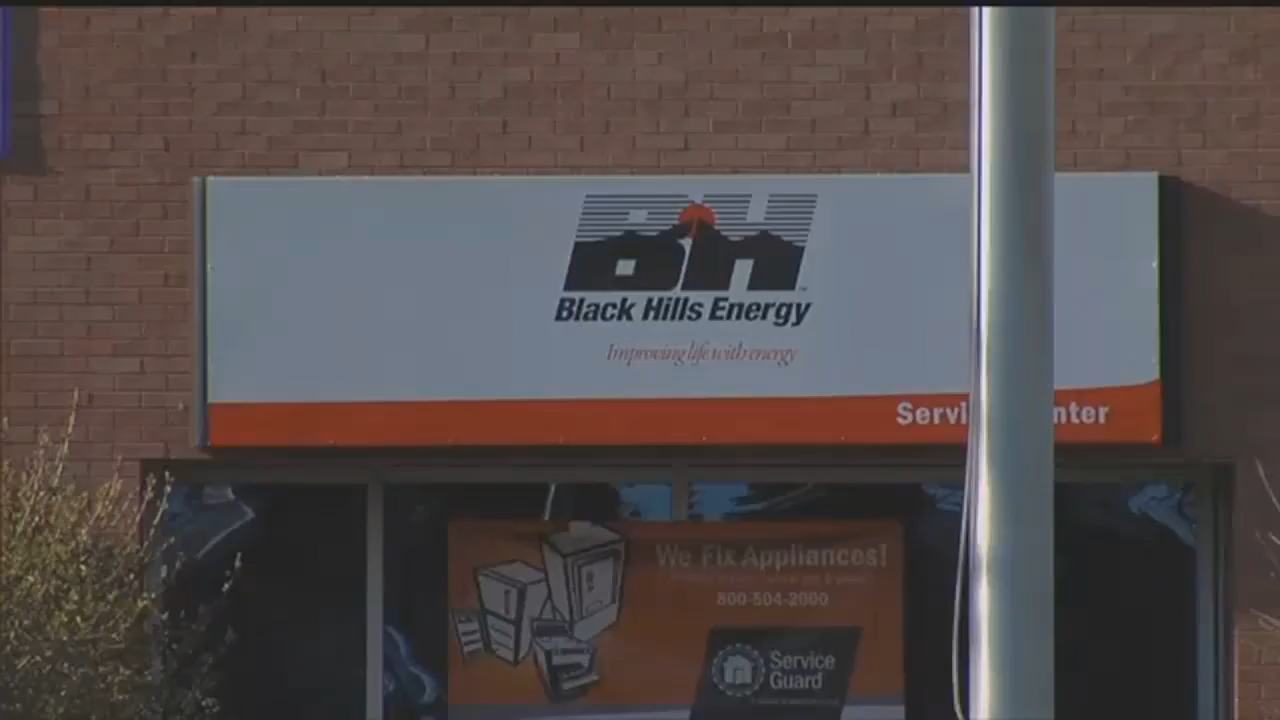 BH
Black Hills Energy
Improving life with energy
Servi nter
We Fix Appliances!
800-504-2000
Service
Guard